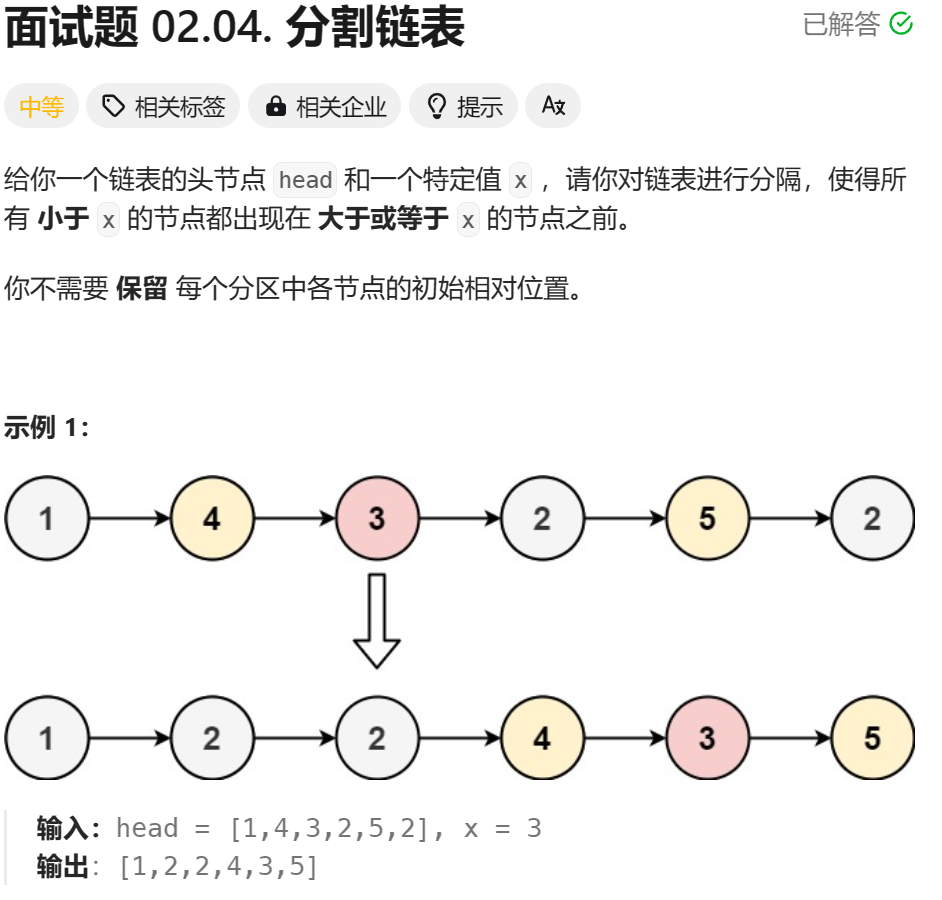 面试题 02.04. 分割链表
已解答
中等 相关标签 相关企业 提示
给你一个链表的头节点 head 和一个特定值 x ，请你对链表进行分隔，使得所
有 小于 x 的节点都出现在 大于或等于 x 的节点之前。
你不需要 保留 每个分区中各节点的初始相对位置。
示例 1：
1 4 3 2 5 2
1 2 2 4 3 5
输入：head = [1,4,3,2,5,2], x = 3
输出：[1,2,2,4,3,5]